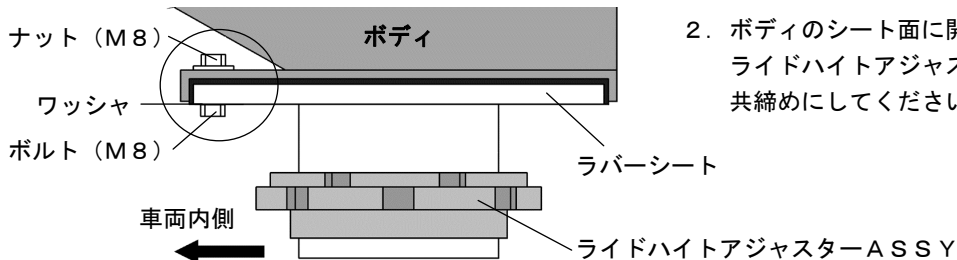 ナット（Ｍ８）
ワッシャ
ボルト（Ｍ８）
ボディ
車両内側
ラバーシート
ライドハイトアジャスターＡＳＳＹ
２．ボディのシート面に
ライドハイトアジャス
共締めにしてください